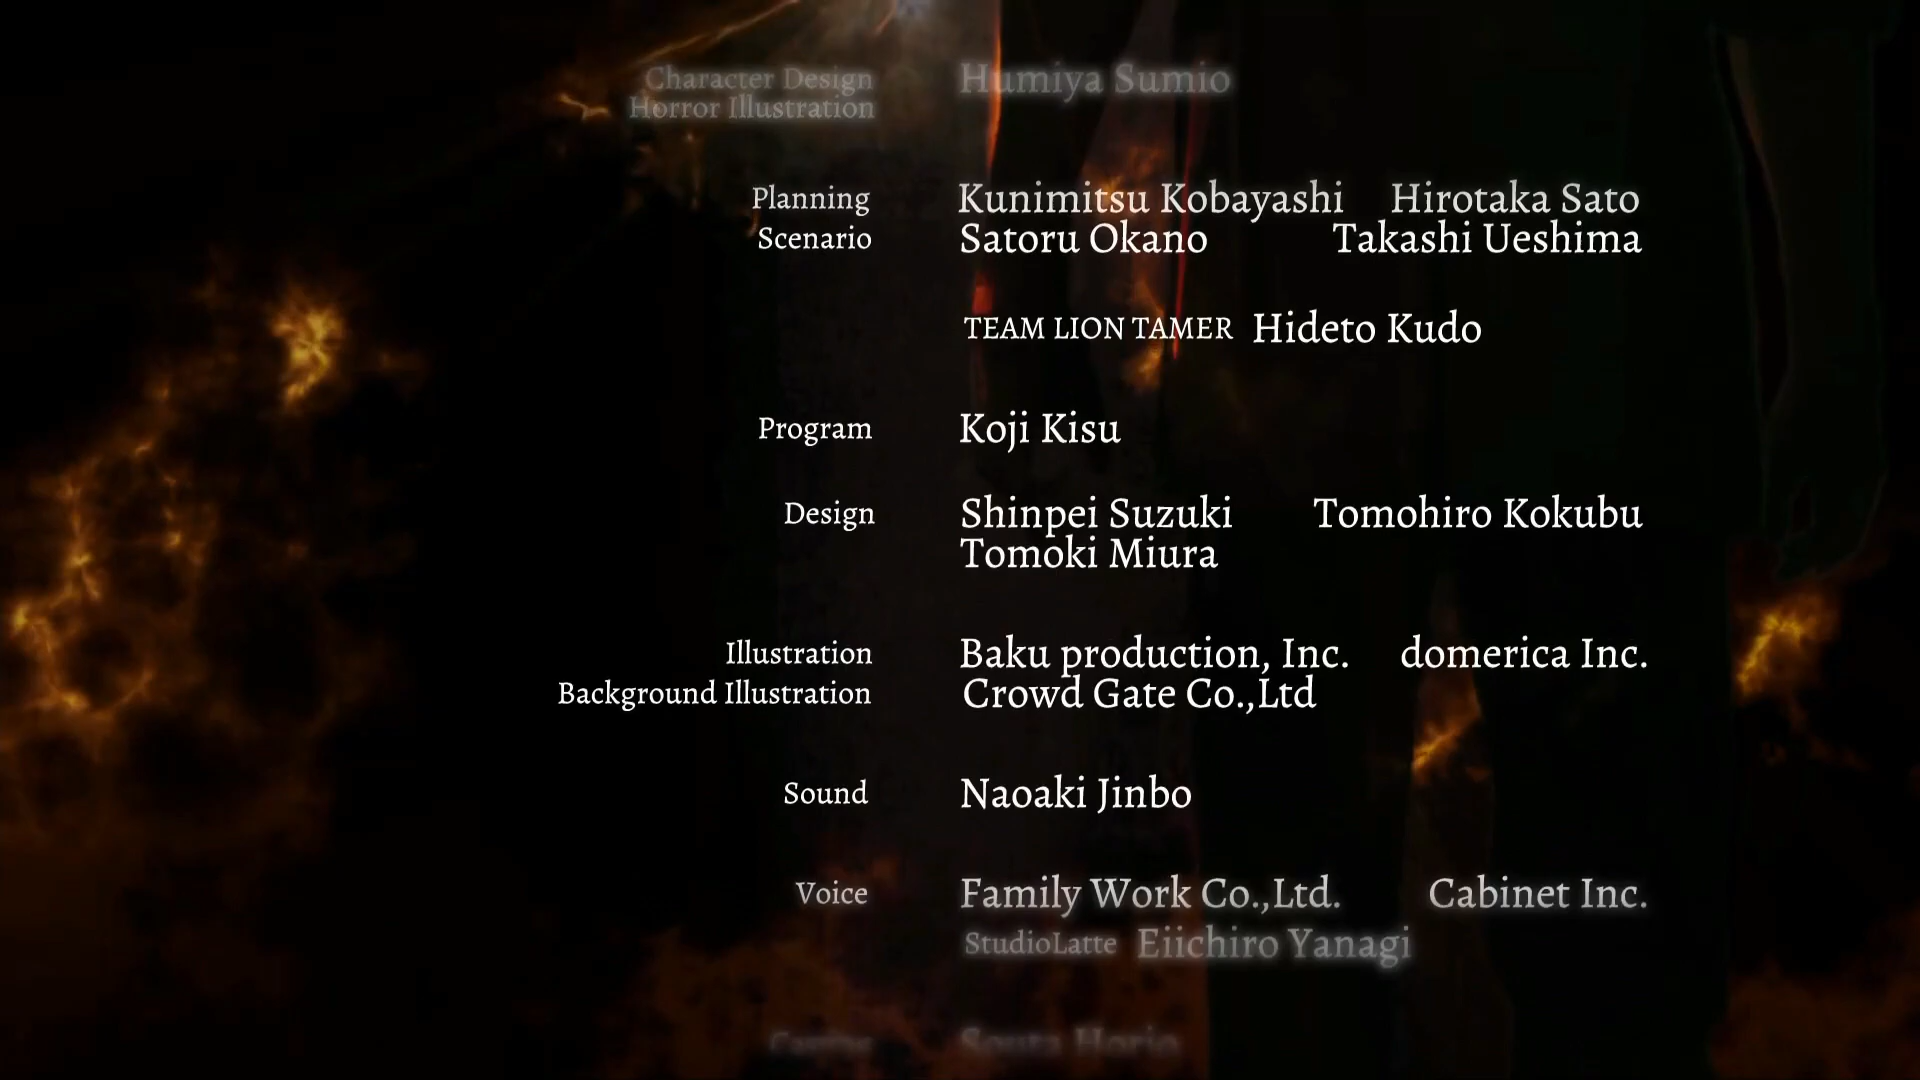 Character Design Humiya Sumio
Horror Illustration
Planning Kunimitsu Kobayashi Hirotaka Sato
Scenario Satoru Okano Takashi Ueshima
TEAM LION TAMER Hideto Kudo
Program Koji Kisu
Design Shinpei Suzuki Tomohiro Kokubu
Tomoki Miura
Illustration Baku production, Inc. domerica Inc.
Background Illustration Crowd Gate Co.,Ltd
Sound Naoaki Jinbo
Voice Family Work Co.,Ltd. Cabinet Inc.
StudioLatte Eiichiro Yanagi